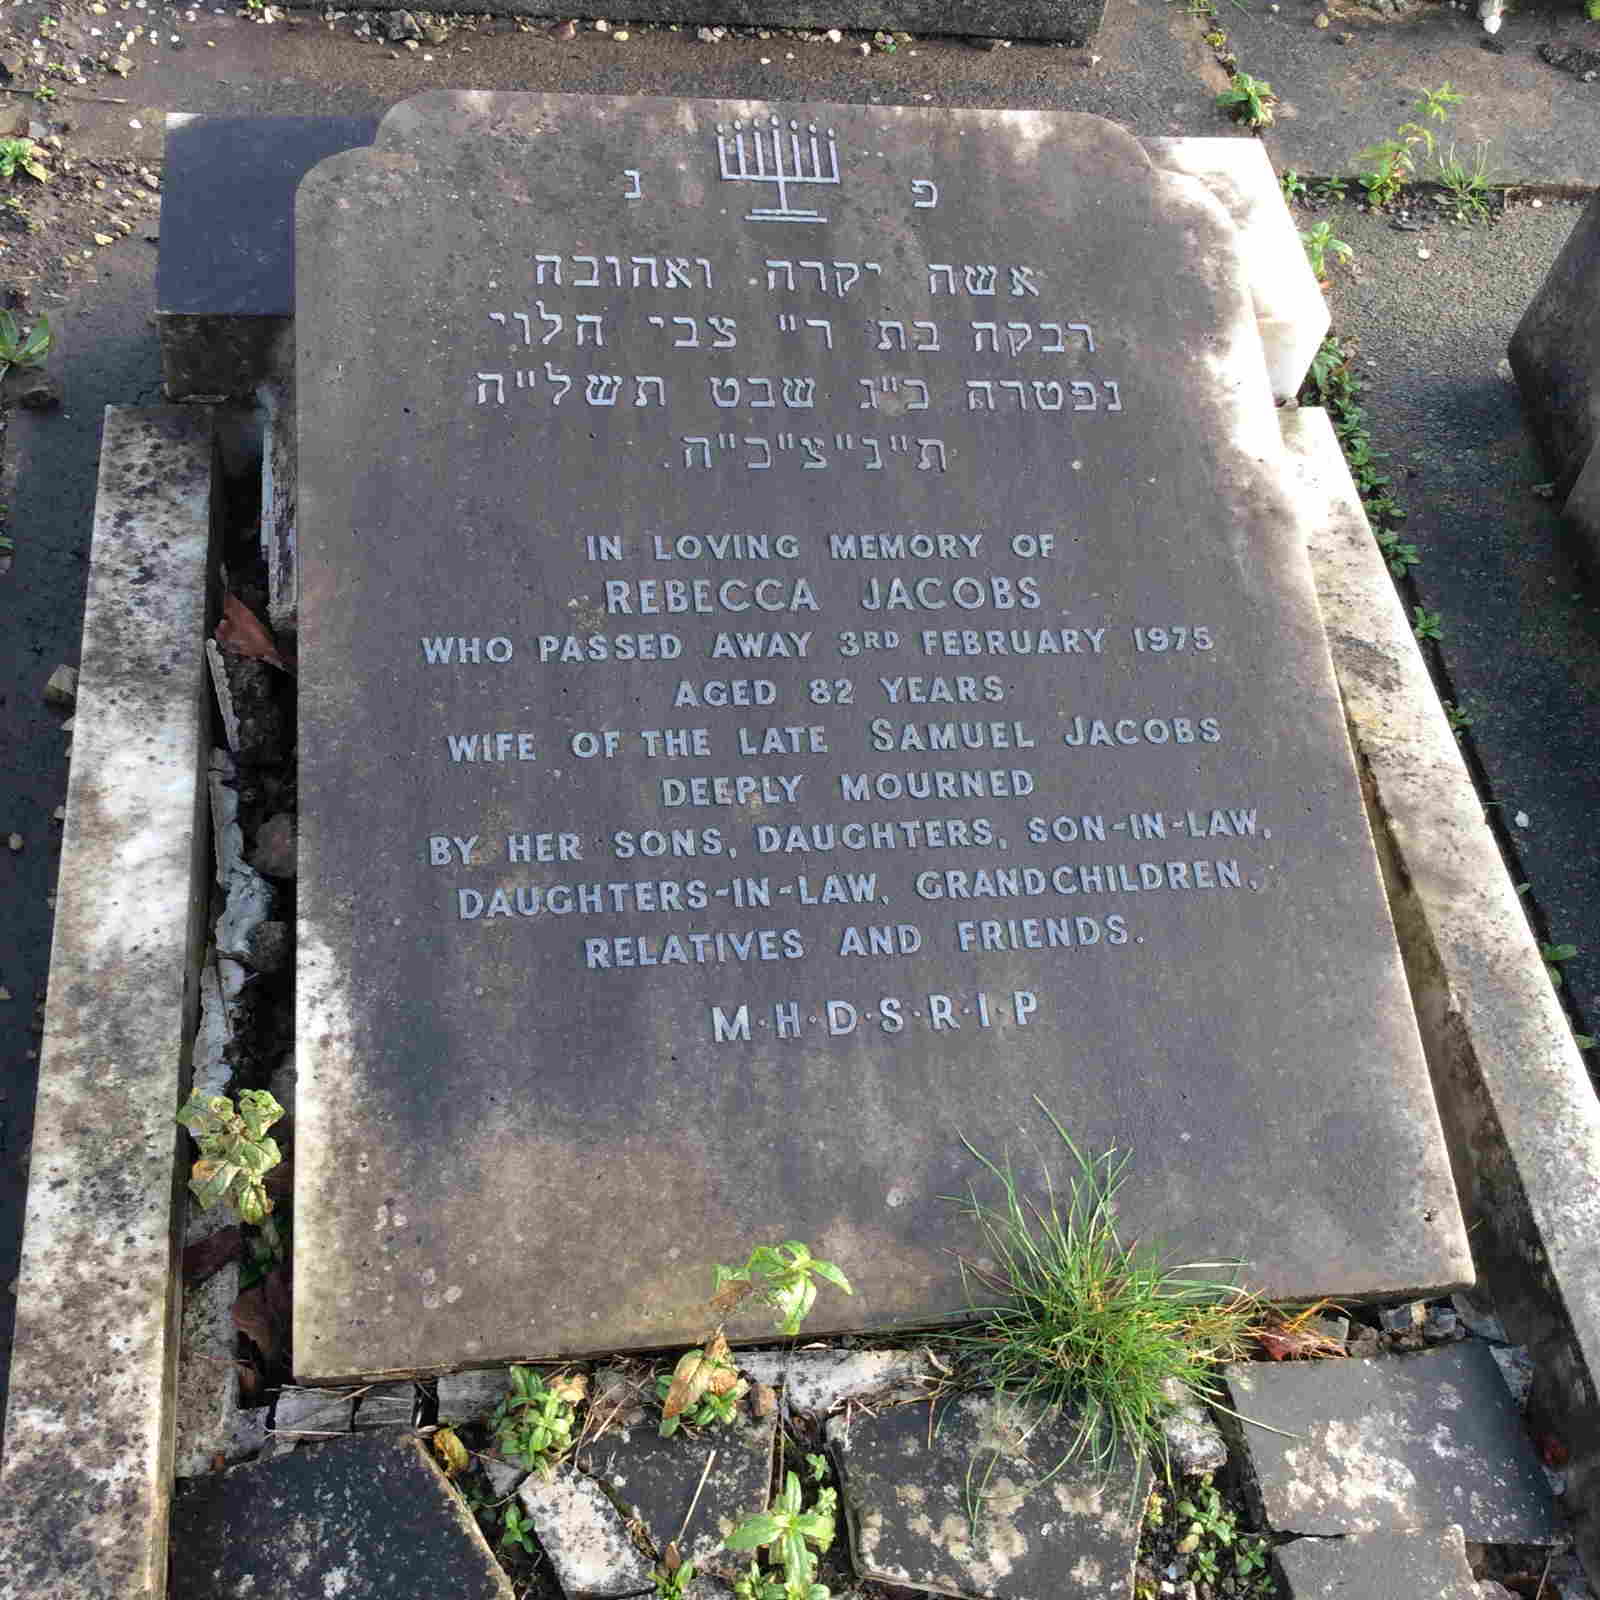 פ נ
אשה יקרה ואהובה
רבקה בת ר" צבי הלוי
נפטרה כ"ג שבט תשל"ה
ת"נ"צ"ב"ה
IN LOVING MEMORY OF
REBECCA JACOBS
WHO PASSED AWAY 3RD FEBRUARY 1975
AGED 82 YEARS
WIFE OF THE LATE SAMUEL JACOBS
DEEPLY MOURNED
BY HER SONS, DAUGHTERS, SON-IN-LAW,
DAUGHTERS-IN-LAW, GRANDCHILDREN,
RELATIVES AND FRIENDS.
M·H·D·S·R·I·P